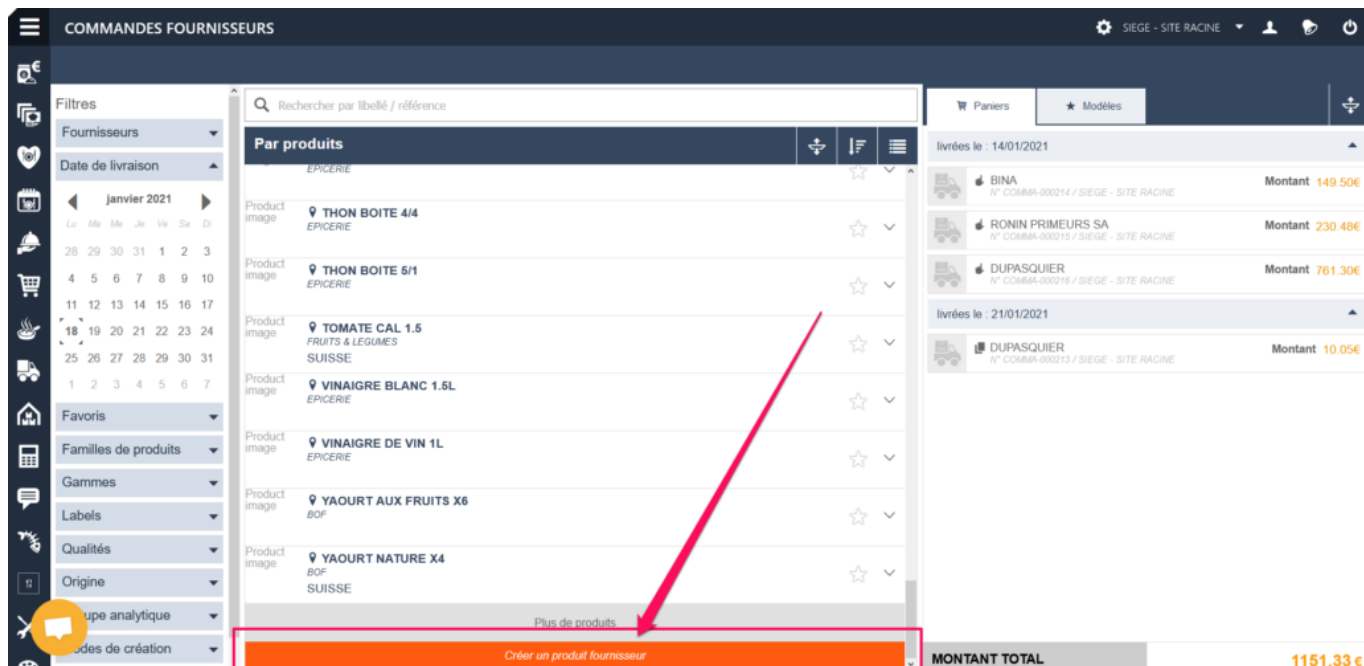 COMMANDES FOURNISSEURS
SIEGE - SITE RACINE
Filtres
Fournisseurs
Date de livraison
janvier 2021
Lu Ma Me Je Ve Sa Di
28 29 30 31 1 2 3
4 5 6 7 8 9 10
11 12 13 14 15 16 17
18 19 20 21 22 23 24
25 26 27 28 29 30 31
1 2 3 4 5 6 7
Favoris
Familles de produits
Gammes
Labels
Qualités
Origine
upe analytique
des de création
Rechercher par libellé / référence
Par produits
EPICERIE
Product image
THON BOITE 4/4
EPICERIE
Product image
THON BOITE 5/1
EPICERIE
Product image
TOMATE CAL 1.5
FRUITS & LEGUMES
SUISSE
Product image
VINAIGRE BLANC 1.5L
EPICERIE
Product image
VINAIGRE DE VIN 1L
EPICERIE
Product image
YAOURT AUX FRUITS X6
BOF
Product image
YAOURT NATURE X4
BOF
SUISSE
Plus de produits
Créer un produit fournisseur
Paniers
Modèles
livrées le : 14/01/2021
BINA
N° COMMA-000214 / SIEGE - SITE RACINE
Montant 149.50€
RONIN PRIMEURS SA
N° COMMA-000215 / SIEGE - SITE RACINE
Montant 230.48€
DUPASQUIER
N° COMMA-000216 / SIEGE - SITE RACINE
Montant 761.30€
livrées le : 21/01/2021
DUPASQUIER
N° COMMA-000213 / SIEGE - SITE RACINE
Montant 10.05€
MONTANT TOTAL
1151.33 €